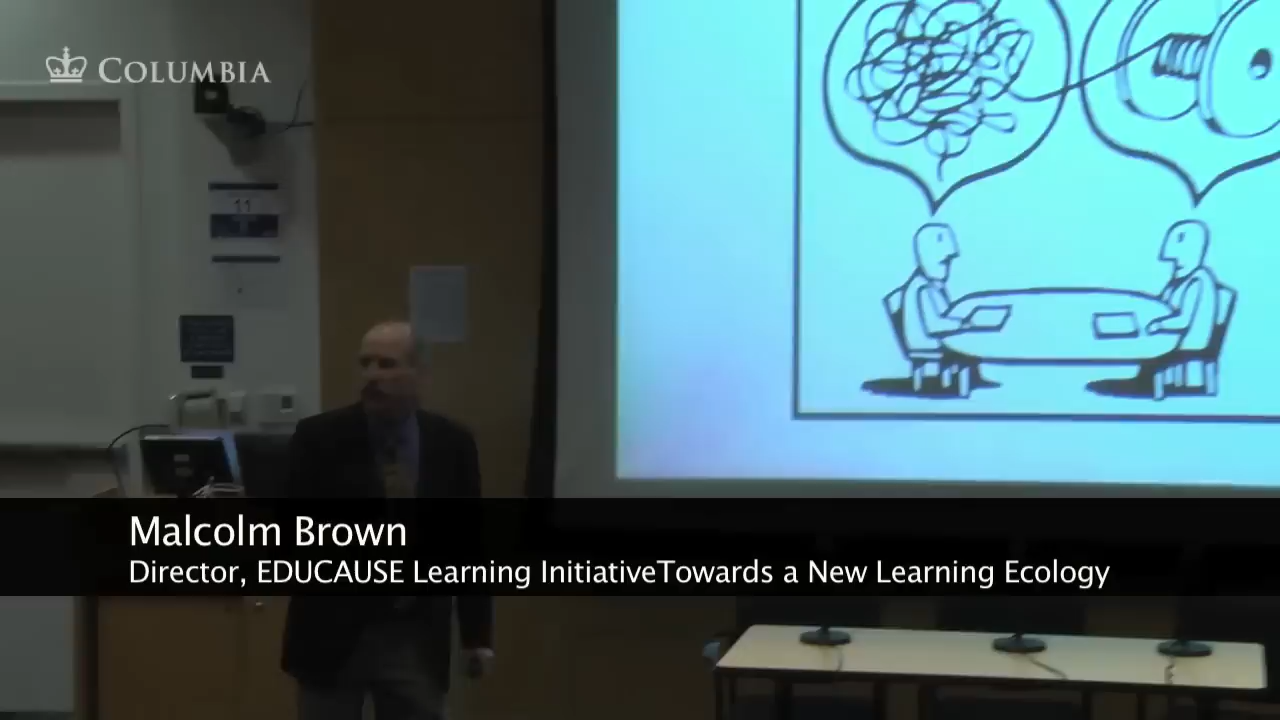 COLUMBIA
11
Malcolm Brown
Director, EDUCAUSE Learning InitiativeTowards a New Learning Ecology